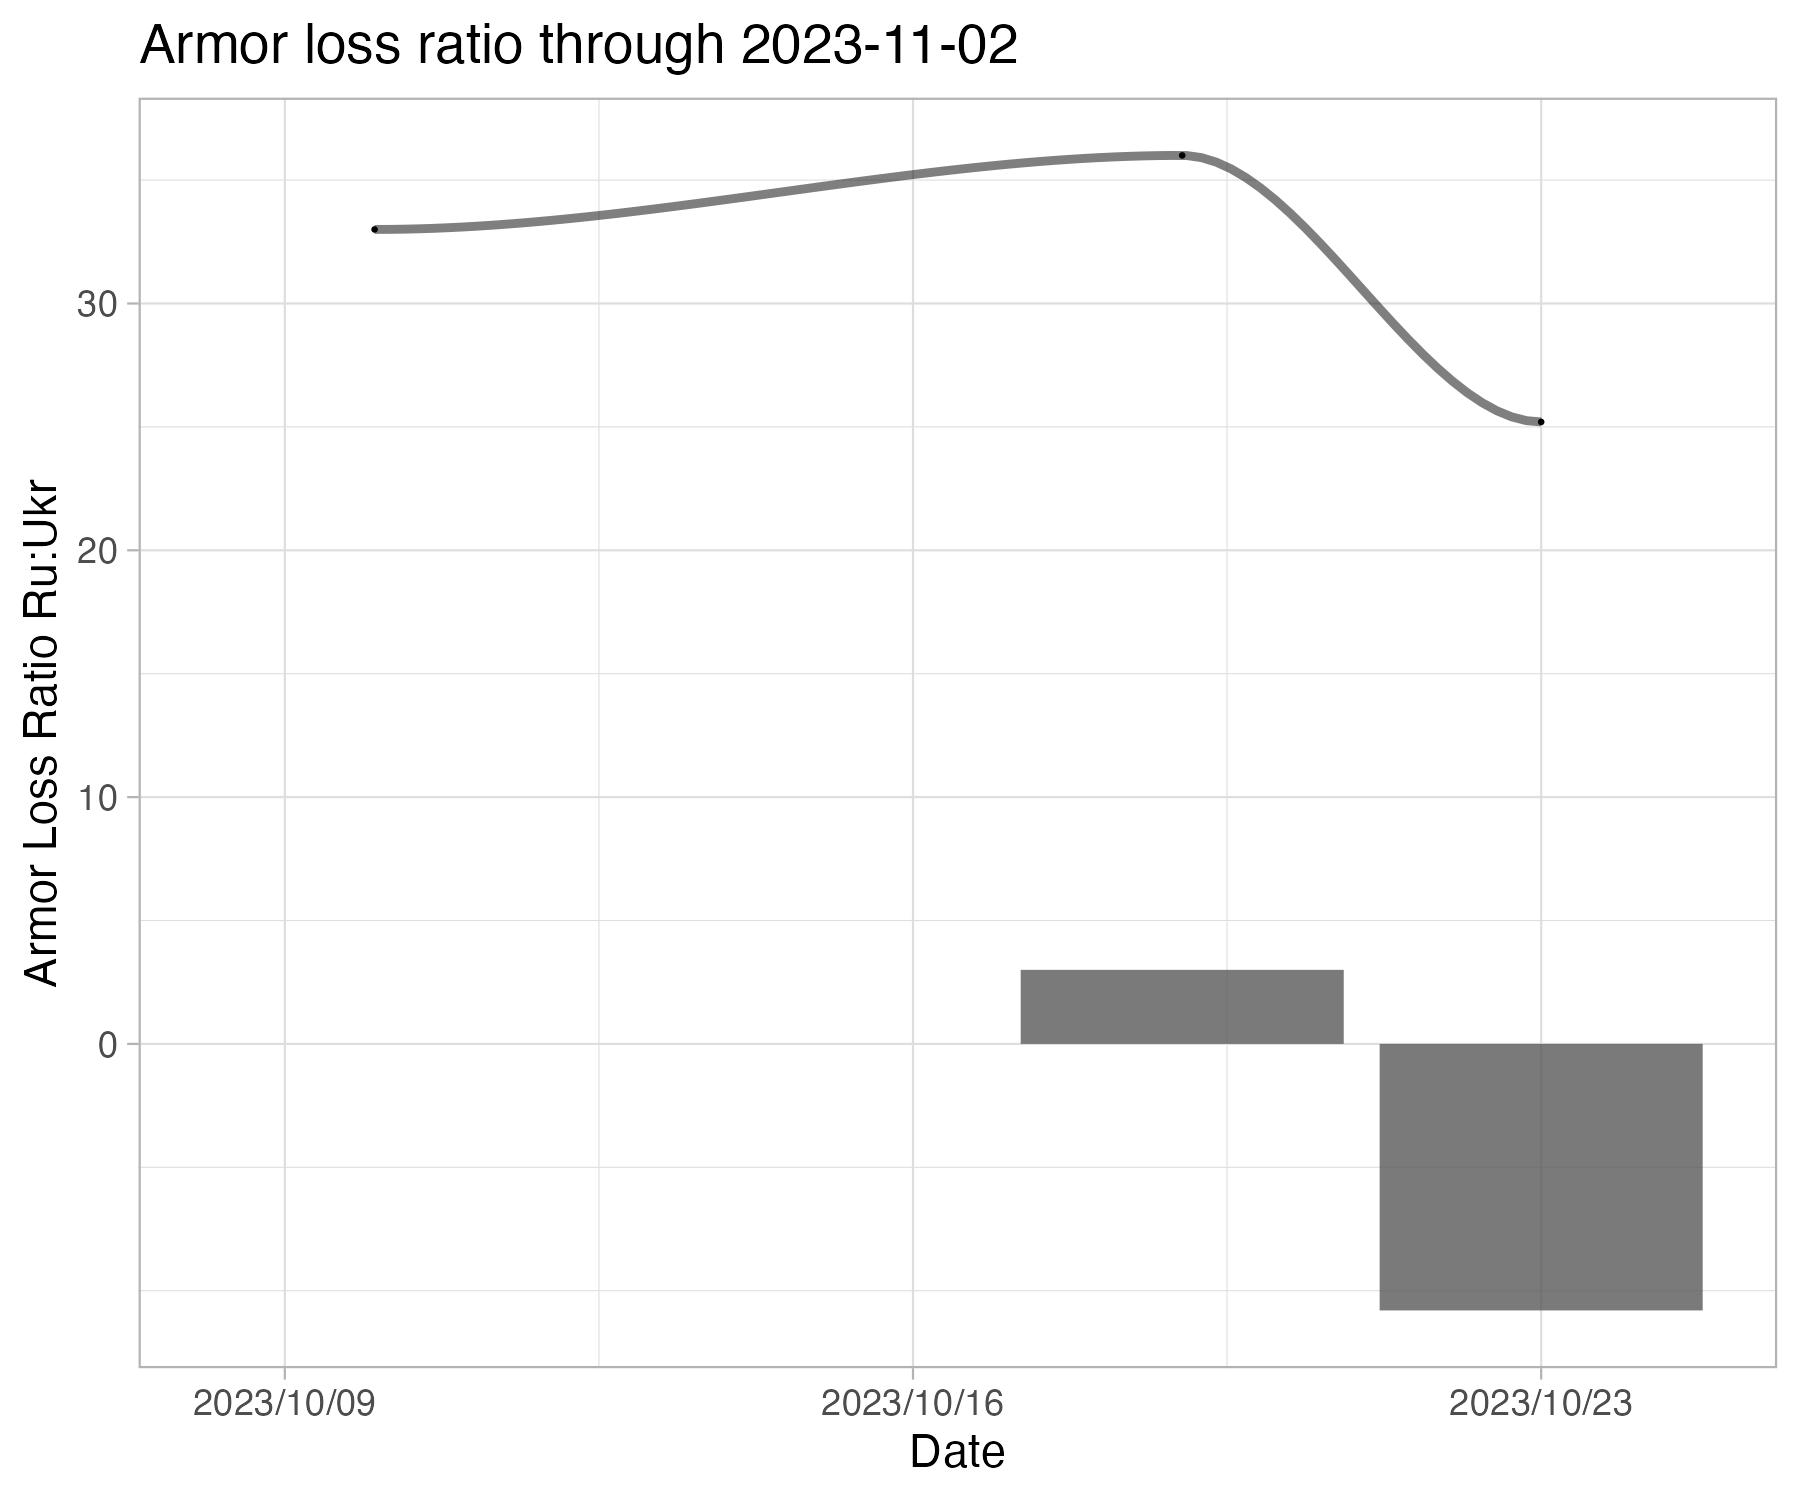 Armor loss ratio through 2023-11-02
Armor Loss Ratio Ru:Ukr
30
20
10
0
2023/10/09
2023/10/16
2023/10/23
Date